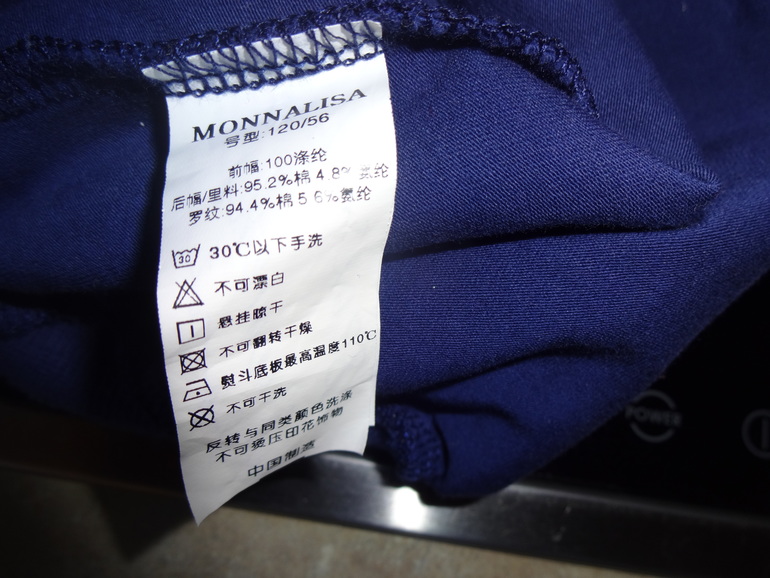 MONNALISA
号型:120/56
前幅:100涤纶
后幅/里料:95.2%棉 4.8% 氨纶
罗纹:94.4%棉 5 6%氨纶
30
30℃以下手洗
不可漂白
悬挂晾干
不可翻转干燥
熨斗底板最高温度110℃
不可干洗
反转与同类颜色洗涤
不可烫压印花饰物
中国制造
POWER